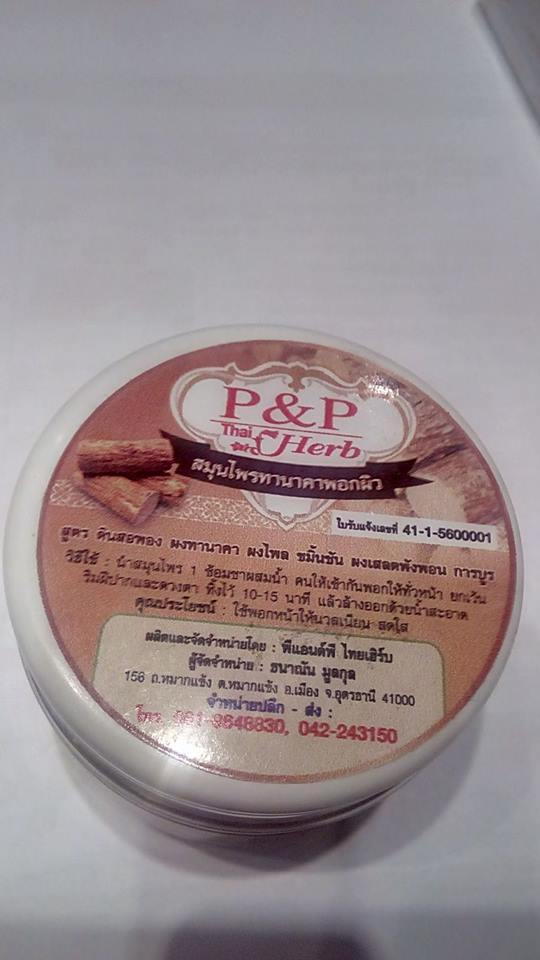 P&P
Thai Herb
สมุนไพรทานาคาพอกผิว
ใบรับแจ้งเลขที่ 41-1-5600001
สูตร ดินสอพอง ผงทานาคา ผงไพล ขมิ้นชัน ผงเสลดพังพอน การบูร
วิธีใช้ : นำสมุนไพร 1 ช้อนชาผสมน้ำ คนให้เข้ากันพอกให้ทั่วหน้า ยกเว้น
ริมฝีปากและดวงตา ทิ้งไว้ 10-15 นาที แล้วล้างออกด้วยน้ำสะอาด
คุณประโยชน์ : ใช้พอกหน้าให้นวลเนียน สดใส
ผลิตและจัดจำหน่ายโดย : พีแอนด์พี ไทยเฮิร์บ
ผู้จัดจำหน่าย : ธนาณัน มูลกุล
156 ถ.หมากแข้ง ต.หมากแข้ง อ.เมือง จ.อุดรธานี 41000
จำหน่ายปลีก - ส่ง :
โทร. 081-9646830, 042-243150